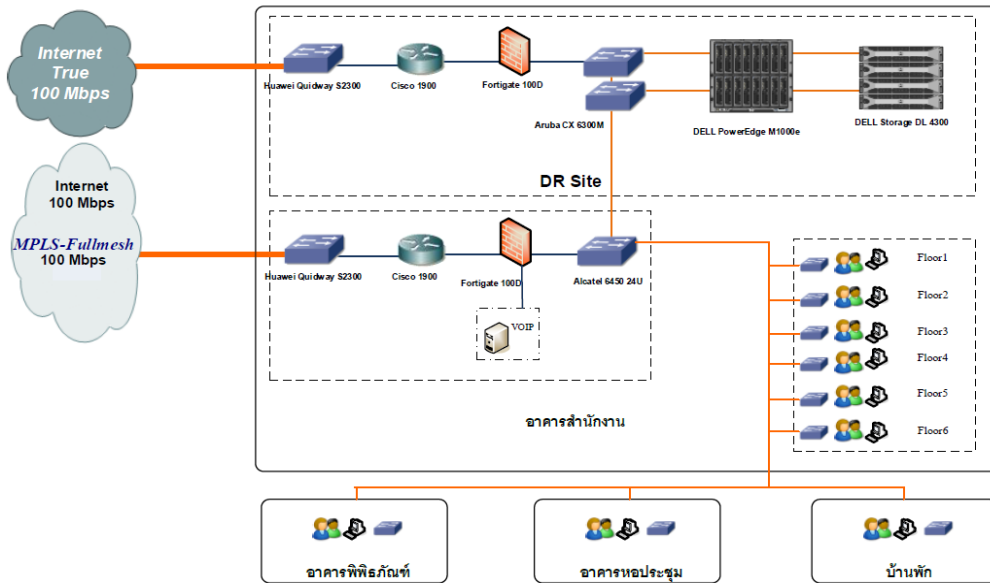 Internet
True
100 Mbps
Huawei Quidway S2300
Cisco 1900
Fortigate 100D
Aruba CX 6300M
DELL PowerEdge M1000e
DELL Storage DL 4300
DR Site
Internet
100 Mbps
MPLS-Fullmesh
100 Mbps
Huawei Quidway S2300
Cisco 1900
Fortigate 100D
Alcatel 6450 24U
VOIP
Floor1
Floor2
Floor3
Floor4
Floor5
Floor6
อาคารสำนักงาน
อาคารพิพิธภัณฑ์
อาคารหอประชุม
บ้านพัก